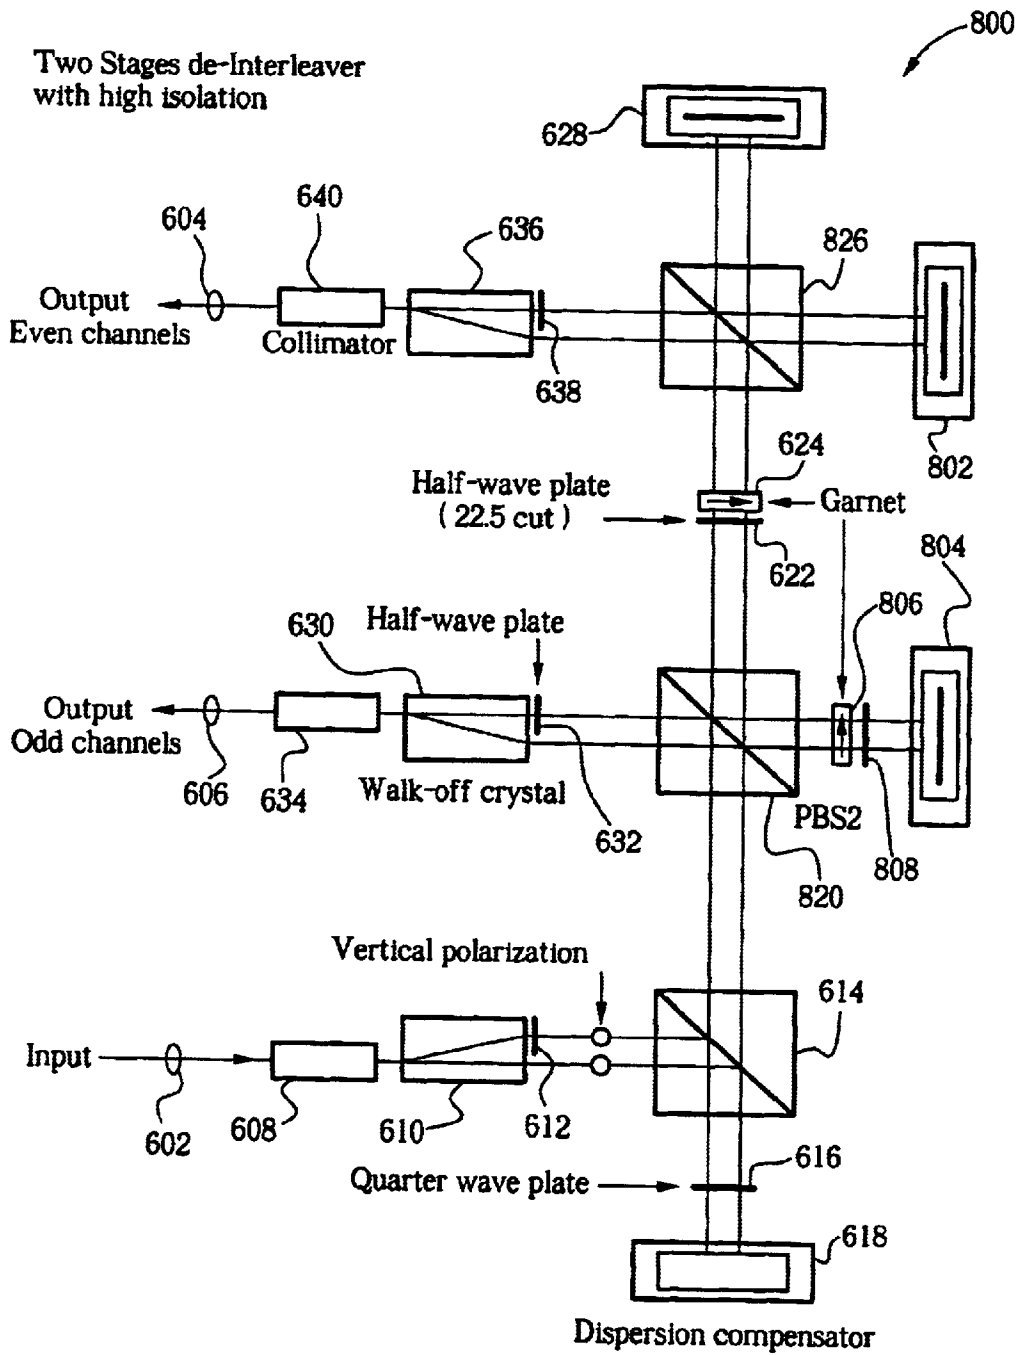 800
Two Stages de-Interleaver
with high isolation
628
640
604
636
826
Output
Even channels
Collimator
638
802
624
Half-wave plate
( 22.5 cut )
Garnet
622
804
806
630
Half-wave plate
Output
Odd channels
606
634
Walk-off crystal
632
PBS2
808
820
Vertical polarization
614
Input
602
608
610
612
616
Quarter wave plate
618
Dispersion compensator